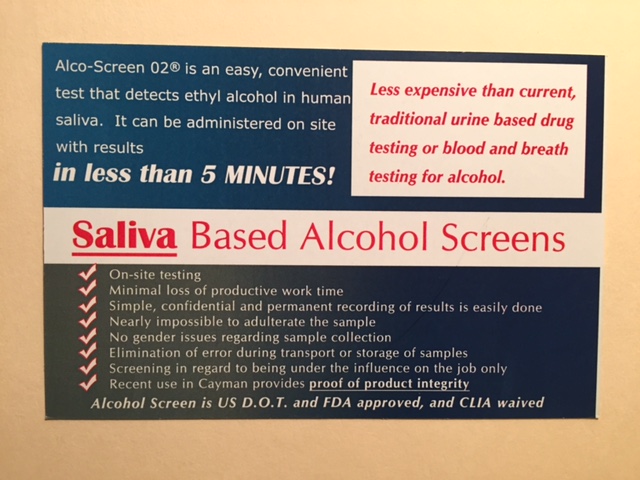 Alco-Screen 02® is an easy, convenient
test that detects ethyl alcohol in human
saliva.  It can be administered on site
with results
in less than 5 MINUTES!
Less expensive than current,
traditional urine based drug
testing or blood and breath
testing for alcohol.
Saliva Based Alcohol Screens
On-site testing
Minimal loss of productive work time
Simple, confidential and permanent recording of results is easily done
Nearly impossible to adulterate the sample
No gender issues regarding sample collection
Elimination of error during transport or storage of samples
Screening in regard to being under the influence on the job only
Recent use in Cayman provides proof of product integrity
Alcohol Screen is US D.O.T. and FDA approved, and CLIA waived